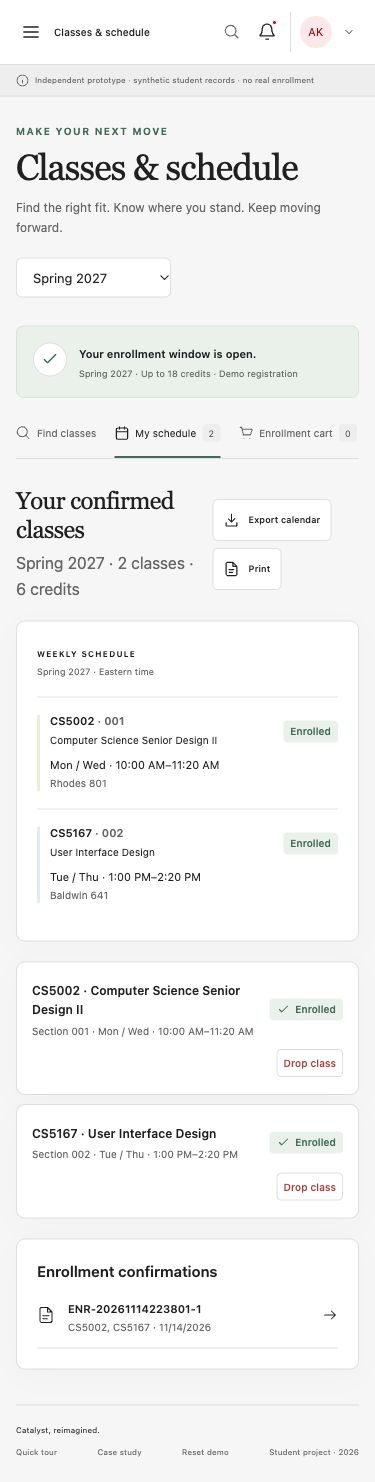 Classes & schedule
AK
Independent prototype · synthetic student records · no real enrollment
MAKE YOUR NEXT MOVE
Classes & schedule
Find the right fit. Know where you stand. Keep moving
forward.
Spring 2027
Your enrollment window is open.
Spring 2027 · Up to 18 credits · Demo registration
Find classes
My schedule 2
Enrollment cart 0
Your confirmed
classes
Spring 2027 · 2 classes ·
6 credits
Export calendar
Print
WEEKLY SCHEDULE
Spring 2027 · Eastern time
CS5002 · 001
Computer Science Senior Design II
Mon / Wed · 10:00 AM–11:20 AM
Rhodes 801
Enrolled
CS5167 · 002
User Interface Design
Tue / Thu · 1:00 PM–2:20 PM
Baldwin 641
Enrolled
CS5002 · Computer Science Senior
Design II
Section 001 · Mon / Wed · 10:00 AM–11:20 AM
Enrolled
Drop class
CS5167 · User Interface Design
Section 002 · Tue / Thu · 1:00 PM–2:20 PM
Enrolled
Drop class
Enrollment confirmations
ENR-20261114223801-1
CS5002, CS5167 · 11/14/2026
Catalyst, reimagined.
Quick tour
Case study
Reset demo
Student project · 2026